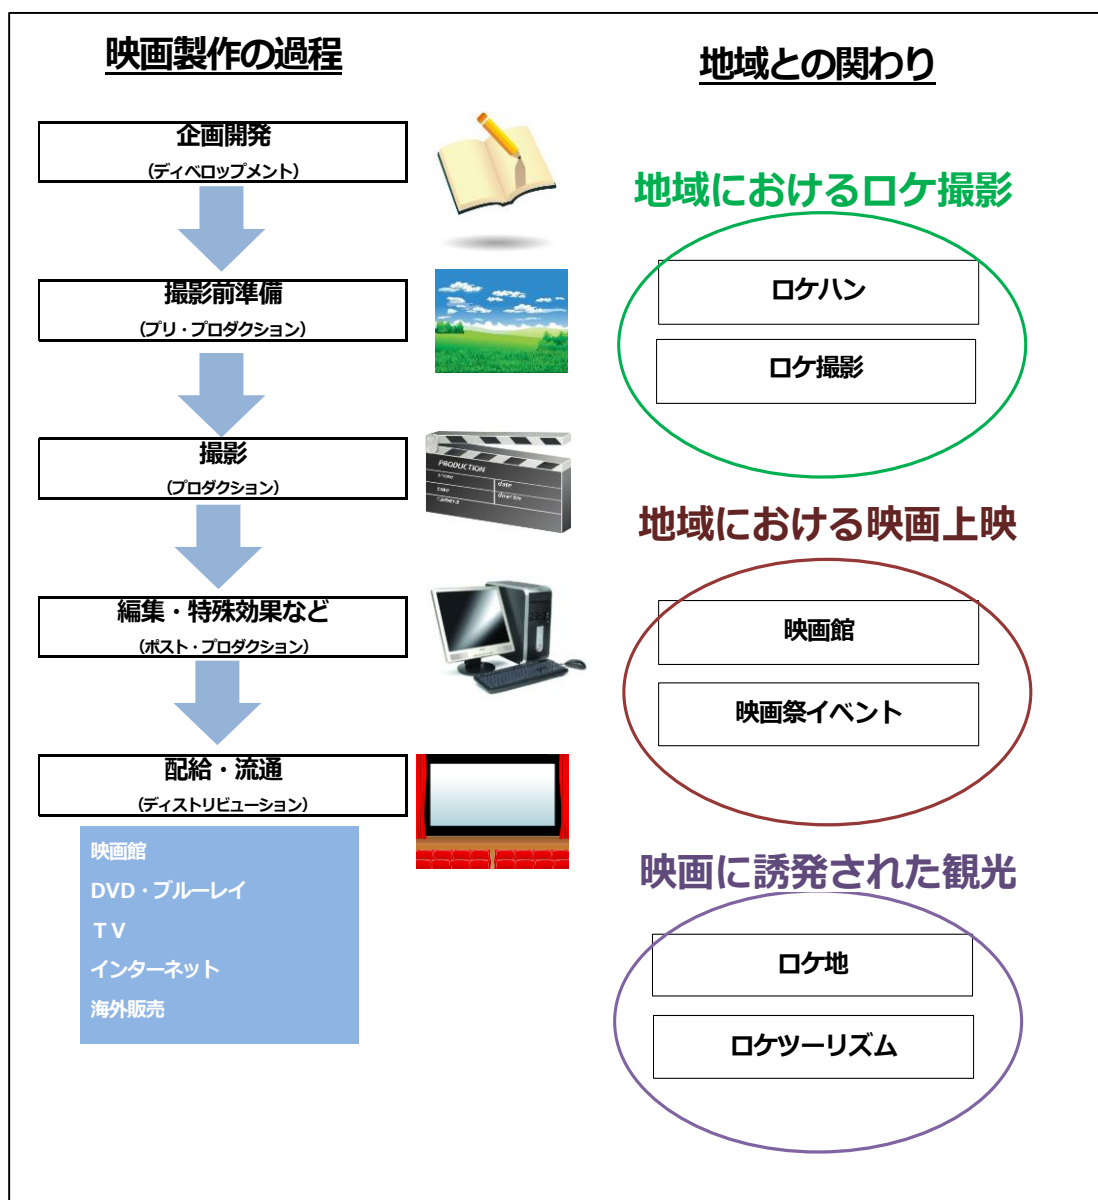 映画製作の過程
企画開発
（ディベロップメント）
撮影前準備
（プリ・プロダクション）
撮影
（プロダクション）
編集・特殊効果など
（ポスト・プロダクション）
配給・流通
（ディストリビューション）
映画館
DVD・ブルーレイ
ＴＶ
インターネット
海外販売
PRODUCTION
date
地域との関わり
地域におけるロケ撮影
ロケハン
ロケ撮影
地域における映画上映
映画館
映画祭イベント
映画に誘発された観光
ロケ地
ロケツーリズム